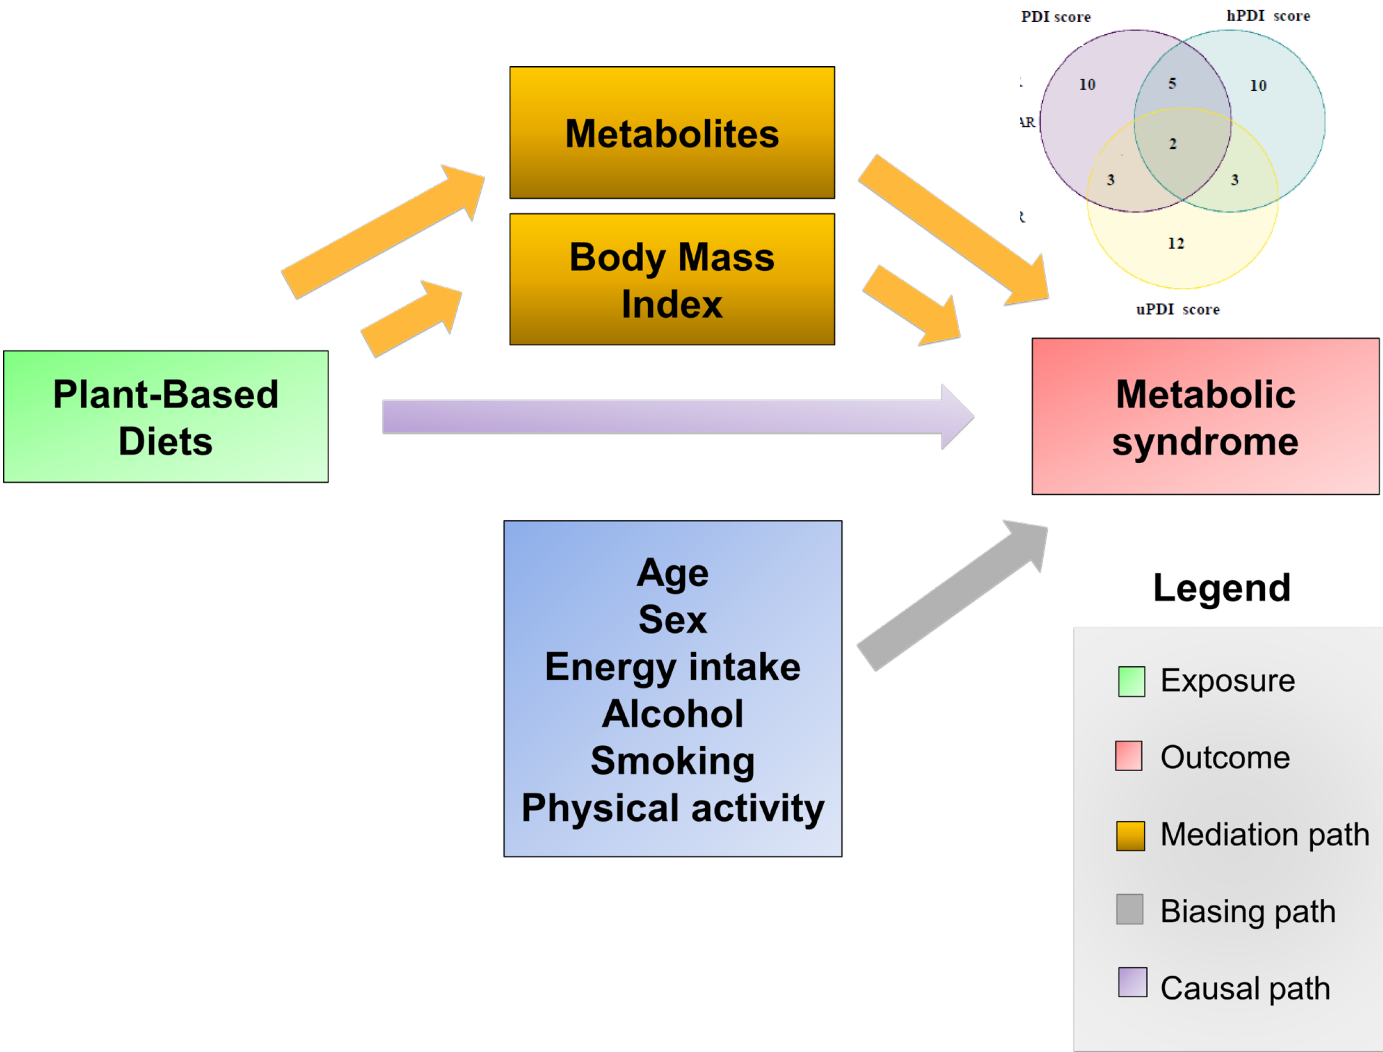 PDI score
hPDI score
10
5
10
AR
2
3
3
R
12
uPDI score
Metabolites
Body Mass
Index
Plant-Based
Diets
Metabolic
syndrome
Age
Sex
Energy intake
Alcohol
Smoking
Physical activity
Legend
Exposure
Outcome
Mediation path
Biasing path
Causal path